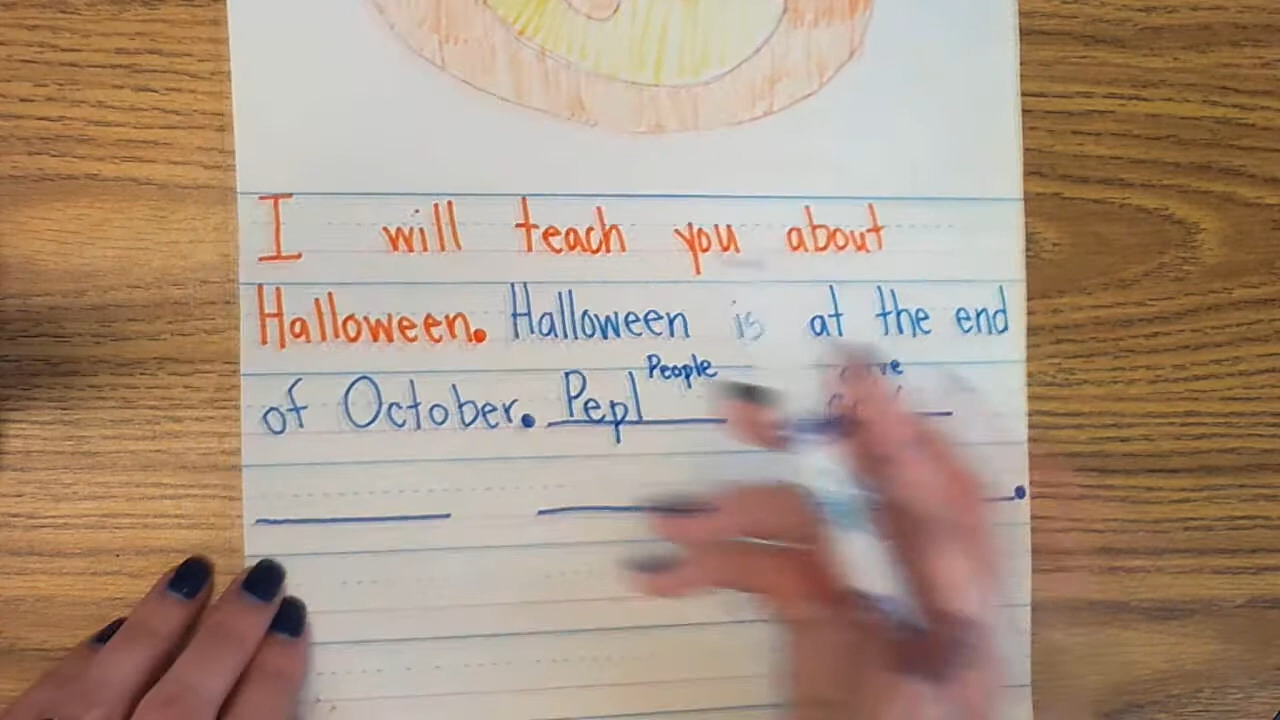 I will teach you about
Halloween. Halloween is at the end
People
of October. Pepl